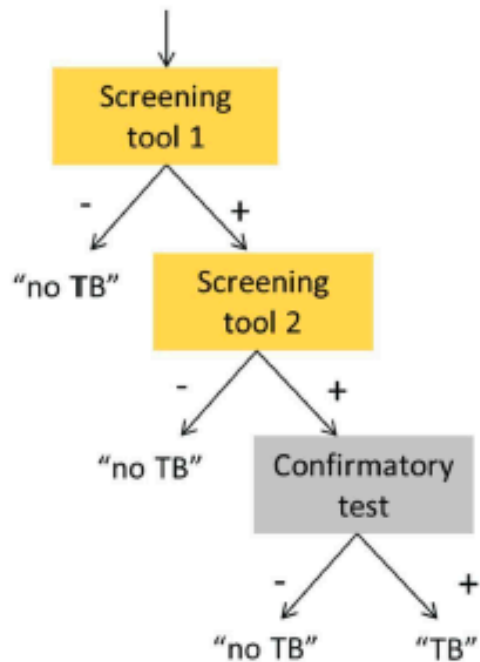 Screening
tool 1
- +
“no TB”
Screening
tool 2
- +
“no TB”
Confirmatory
test
- +
“no TB” “TB”